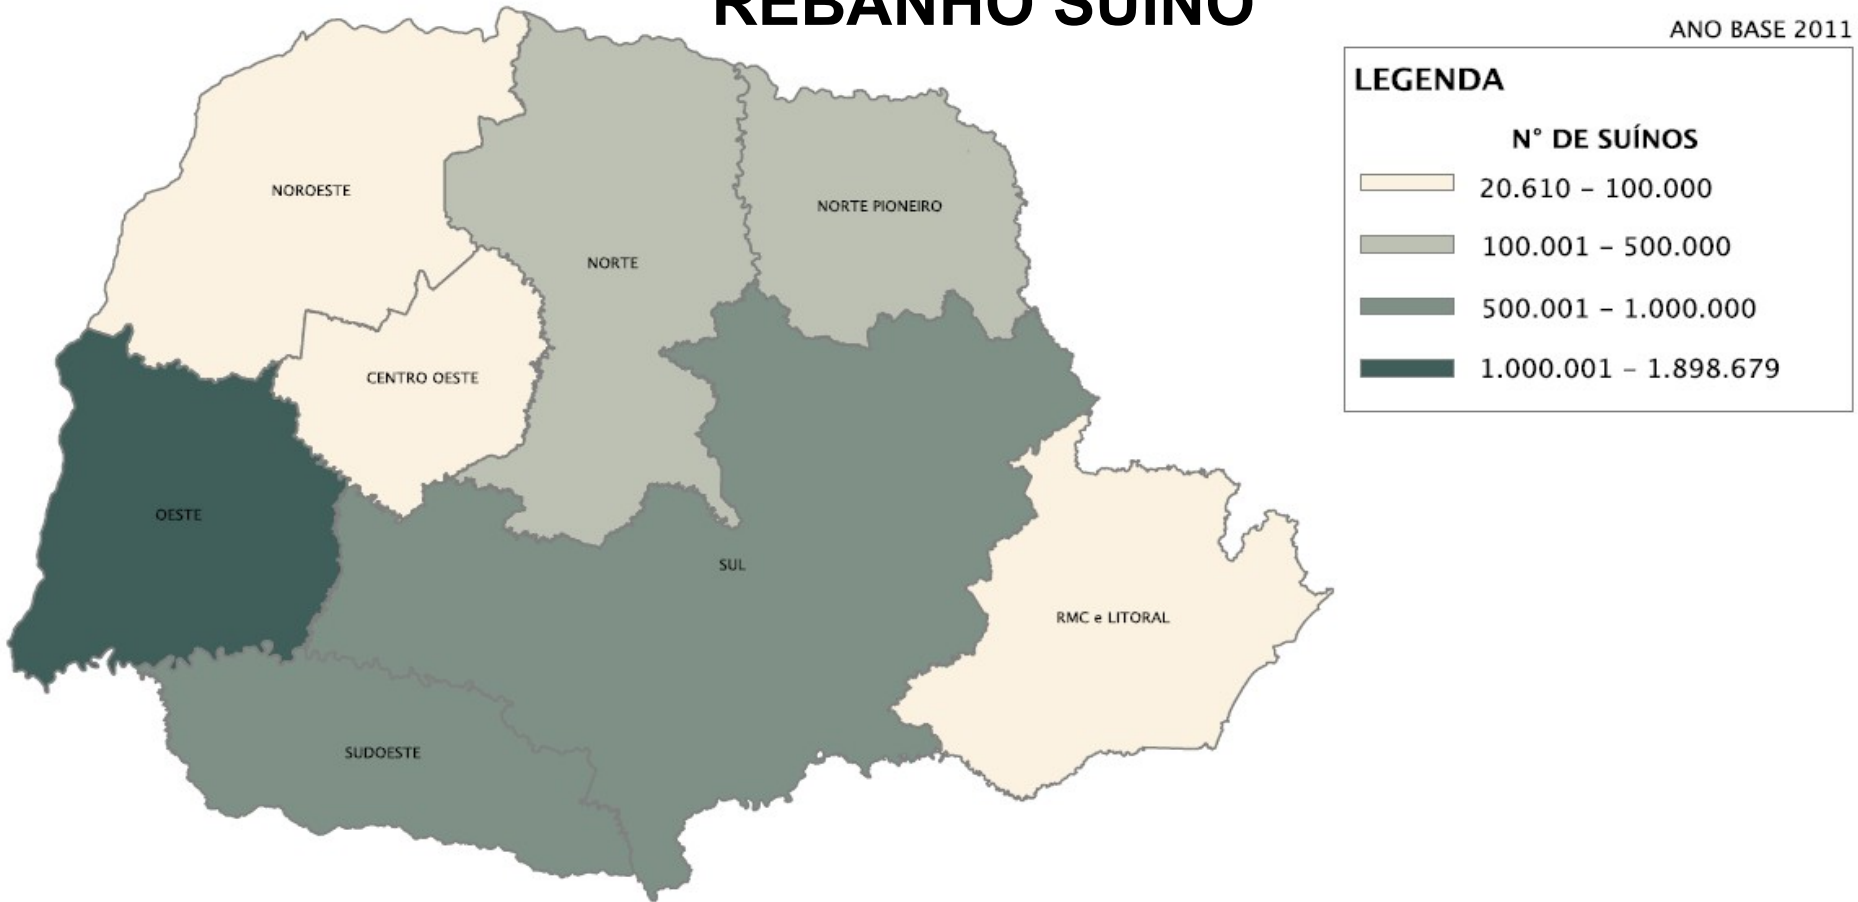 REBANHO SUÍNO
ANO BASE 2011
LEGENDA
N° DE SUÍNOS
20.610 – 100.000
100.001 – 500.000
500.001 – 1.000.000
1.000.001 – 1.898.679
NOROESTE
NORTE PIONEIRO
NORTE
CENTRO OESTE
OESTE
SUL
RMC e LITORAL
SUDOESTE